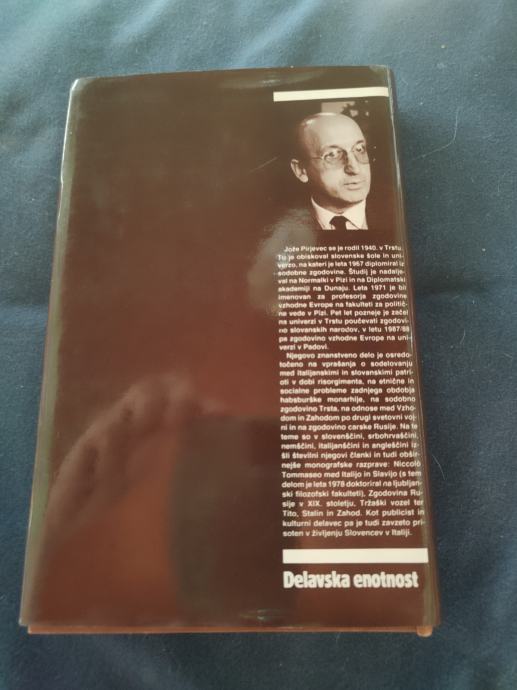 Jože Pirjevec se je rodil 1940. v Trstu.
Tu je obiskoval slovenske šole in uni-
verzo, na kateri je leta 1967 diplomiral iz
sodobne zgodovine. Študij je nadalje-
val na Normalki v Pizi in na Diplomatski
akademiji na Dunaju. Leta 1971 je bil
imenovan za profesorja zgodovine
vzhodne Evrope na fakulteti za politič-
ne vede v Pizi. Pet let pozneje je začel
na univerzi v Trstu poučevati zgodovi-
no slovanskih narodov, v letu 1987/88
pa zgodovino vzhodne Evrope na uni-
verzi v Padovi.
Njegovo znanstveno delo je osredo-
točeno na vprašanja o sodelovanju
med italijanskimi in slovanskimi patri-
oti v dobi risorgimenta, na etnične in
socialne probleme zadnjega obdobja
habsburške monarhije, na sodobno
zgodovino Trsta, na odnose med Vzho-
dom in Zahodom po drugi svetovni voj-
ni in na zgodovino carske Rusije. Na te
teme so v slovenščini, srbohrvaščini,
nemščini, italijanščini in angleščini iz-
šli številni njegovi članki in tudi obšir-
nejše monografske razprave: Niccolò
Tommaseo med Italijo in Slavijo (s tem
delom je leta 1978 doktoriral na ljubljan-
ski filozofski fakulteti), Zgodovina Ru-
sije v XIX. stoletju, Tržaški vozel ter
Tito, Stalin in Zahod. Kot publicist in
kulturni delavec pa je tudi zavzeto pri-
soten v življenju Slovencev v Italiji.
Delavska enotnost